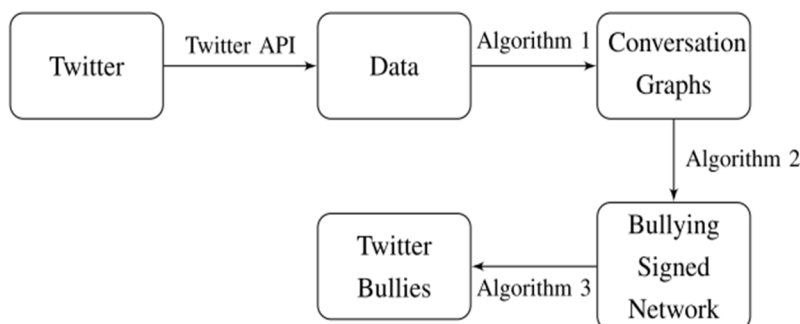 Twitter
Twitter API
Data
Algorithm 1
Conversation
Graphs
Algorithm 2
Bullying
Signed
Network
Algorithm 3
Twitter
Bullies